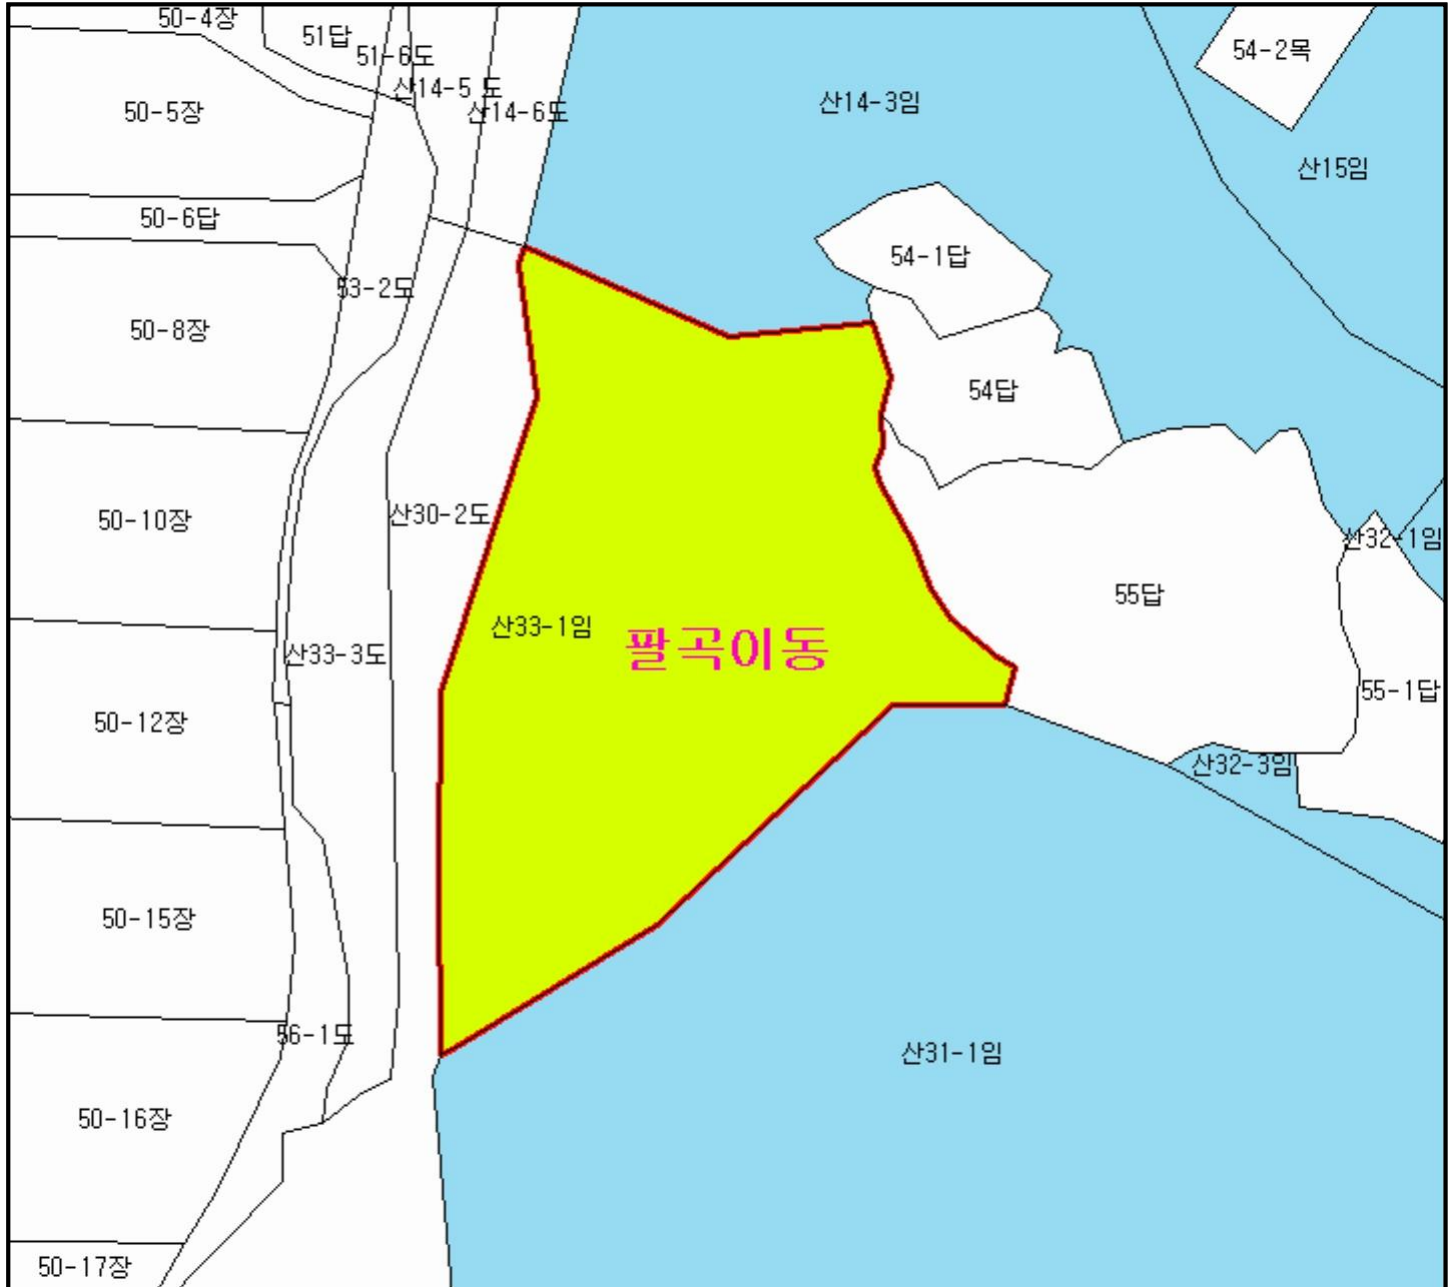 50-4장
51답
51-6도
54-2목
산14-5 도
산14-6도
산14-3임
50-5장
산15임
50-6답
54-1답
53-2도
50-8장
54답
50-10장
산30-2도
산32-1임
55답
산33-1임
팔곡이동
산33-3도
55-1답
50-12장
산32-3임
50-15장
56-1도
산31-1임
50-16장
50-17장